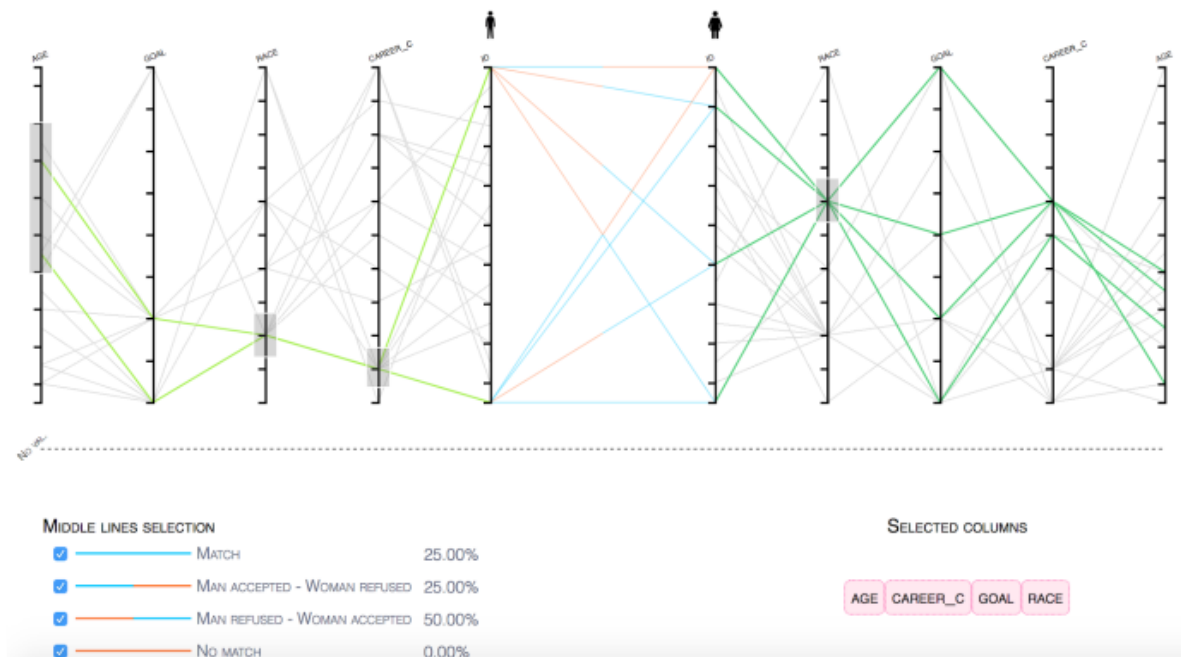 AGE GOAL RACE CAREER_C ID ID RACE GOAL CAREER_C AGE
No val.
Middle lines selection
Selected columns
Match 25.00%
Man accepted - Woman refused 25.00%
Man refused - Woman accepted 50.00%
No match 0.00%
AGE CAREER_C GOAL RACE